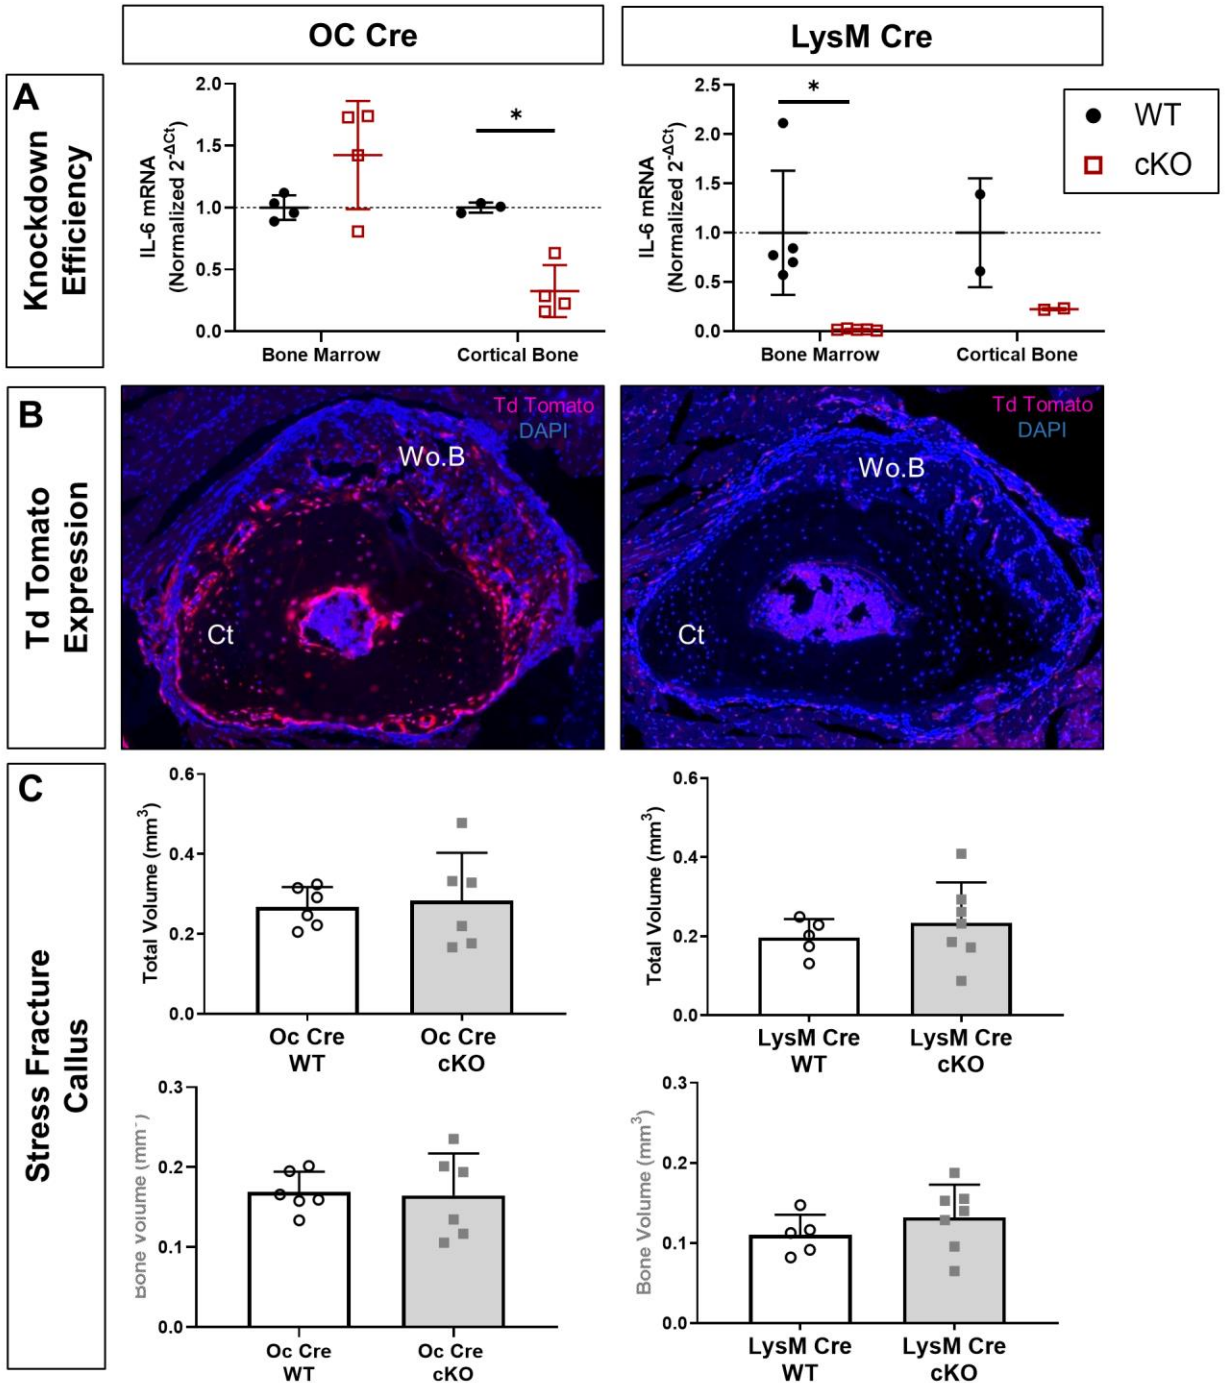 OC Cre
LysM Cre
A
Knockdown
Efficiency
IL-6 mRNA
(Normalized 2^-ΔCt)
2.0
1.5
1.0
0.5
0.0
*
Bone Marrow
Cortical Bone
IL-6 mRNA
(Normalized 2^-ΔCt)
2.5
2.0
1.5
1.0
0.5
0.0
*
Bone Marrow
Cortical Bone
WT
cKO
B
Td Tomato
Expression
Td Tomato
DAPI
Wo.B
Ct
Td Tomato
DAPI
Wo.B
Ct
C
Stress Fracture
Callus
Total Volume (mm³)
0.6
0.4
0.2
0.0
Oc Cre
WT
Oc Cre
cKO
Total Volume (mm³)
0.6
0.4
0.2
0.0
LysM Cre
WT
LysM Cre
cKO
Bone Volume (mm³)
0.3
0.2
0.1
0.0
Oc Cre
WT
Oc Cre
cKO
Bone Volume (mm³)
0.3
0.2
0.1
0.0
LysM Cre
WT
LysM Cre
cKO